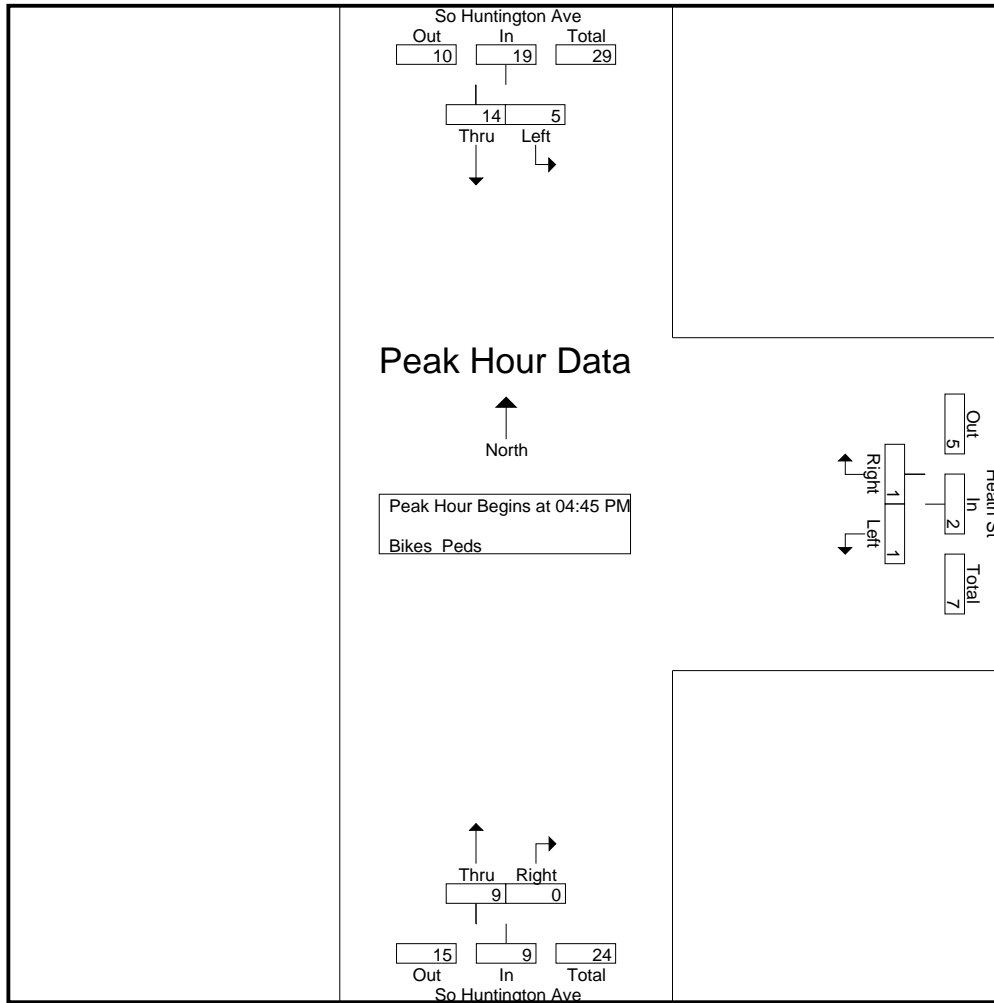 So Huntington Ave
Out In Total
10 19 29
14 5
Thru Left
Peak Hour Data
North
Peak Hour Begins at 04:45 PM
Bikes Peds
Right Left
1 1
Out In Total
5 2 7
Thru Right
9 0
15 9 24
Out In Total
So Huntington Ave